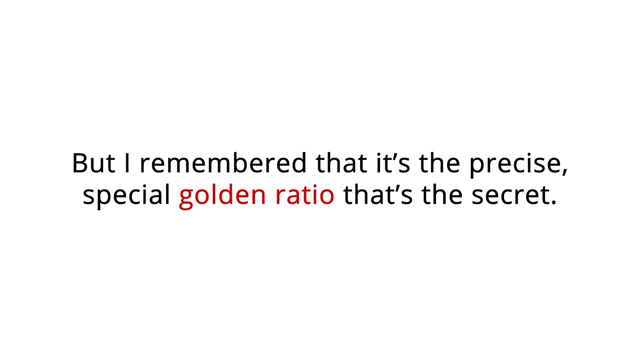 But I remembered that it’s the precise,
special golden ratio that’s the secret.